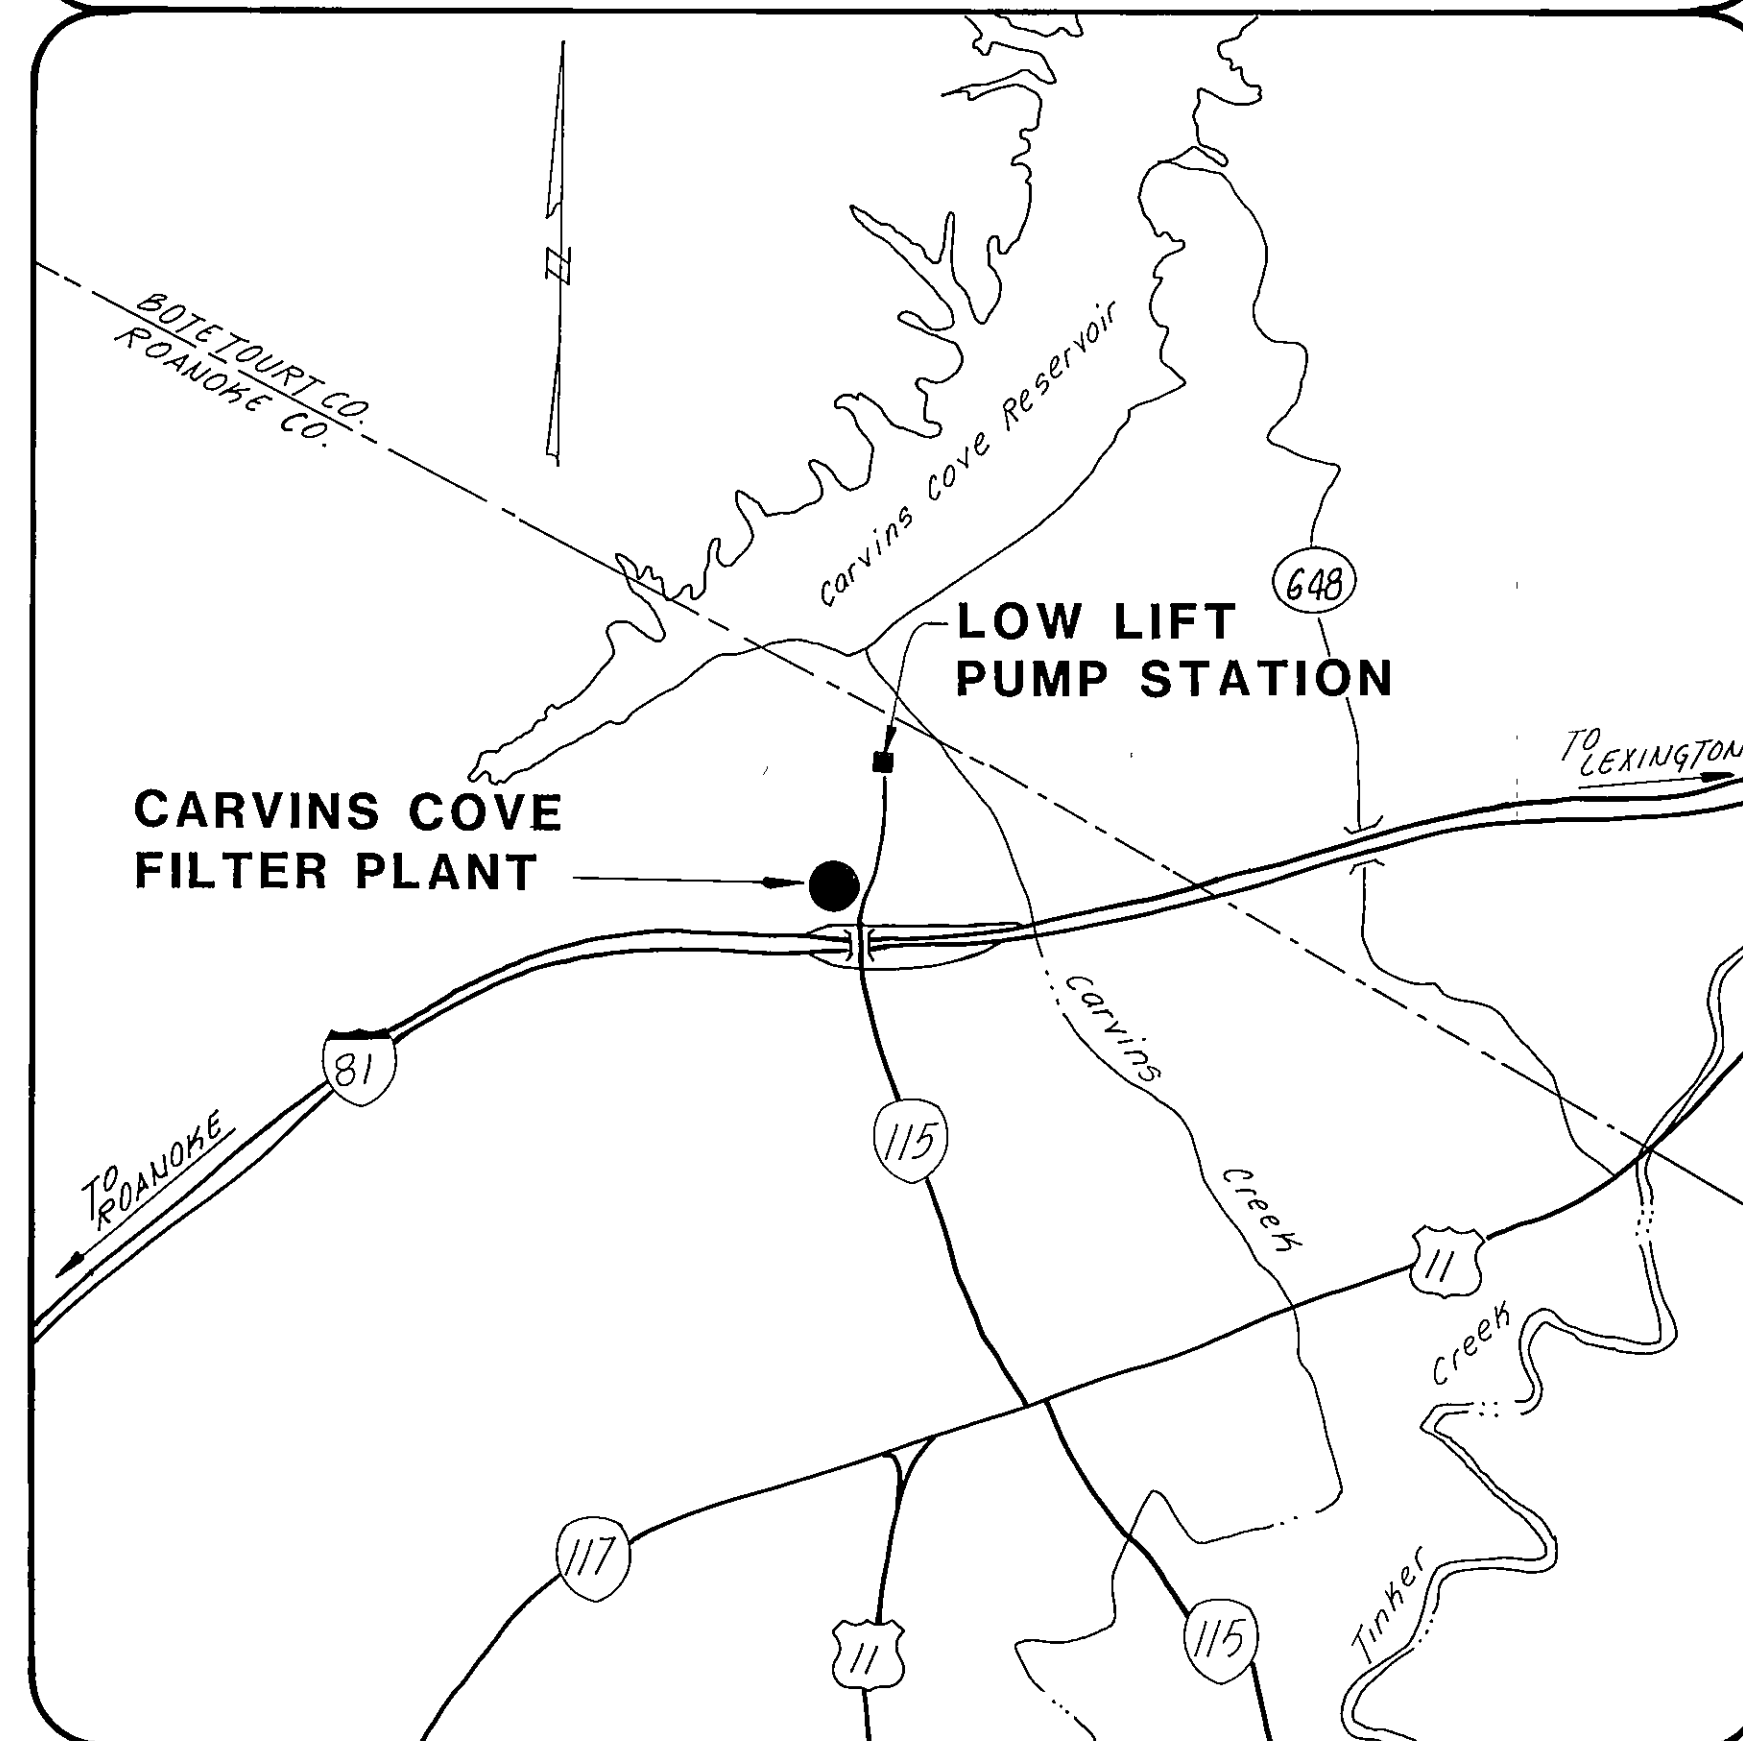 N
BOTETOURT CO.
ROANOKE CO.
Carvins Cove Reservoir
648
LOW LIFT
PUMP STATION
TO
LEXINGTON
CARVINS COVE
FILTER PLANT
81
Carvins
Creek
115
TO
ROANOKE
11
Creek
Tinker
117
11
115